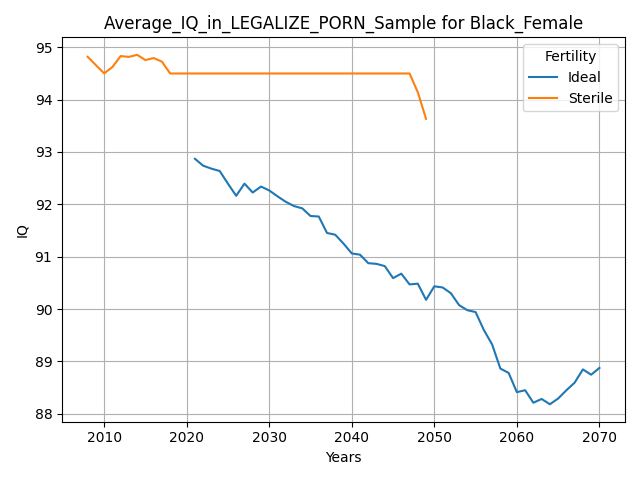 Average_IQ_in_LEGALIZE_PORN_Sample for Black_Female
95
94
93
92
91
90
89
88
IQ
Fertility
Ideal
Sterile
2010 2020 2030 2040 2050 2060 2070
Years